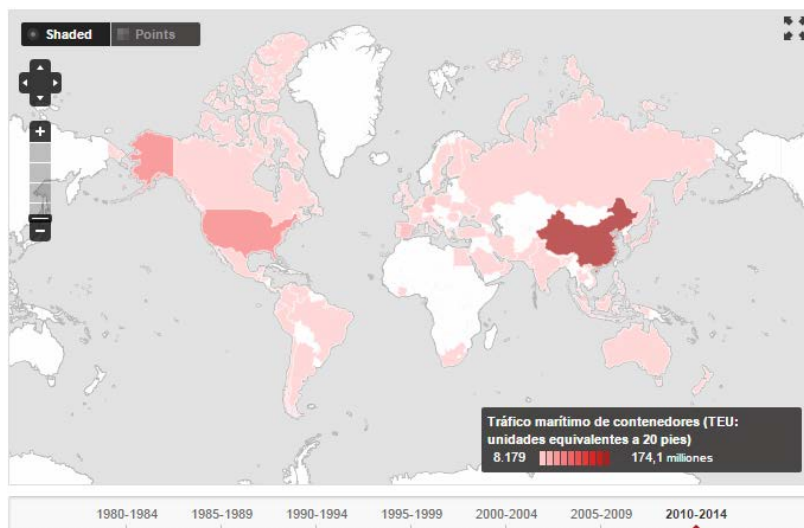 Shaded Points
+
−
Tráfico marítimo de contenedores (TEU:
unidades equivalentes a 20 pies)
8.179 174,1 milliones
1980-1984 1985-1989 1990-1994 1995-1999 2000-2004 2005-2009 2010-2014